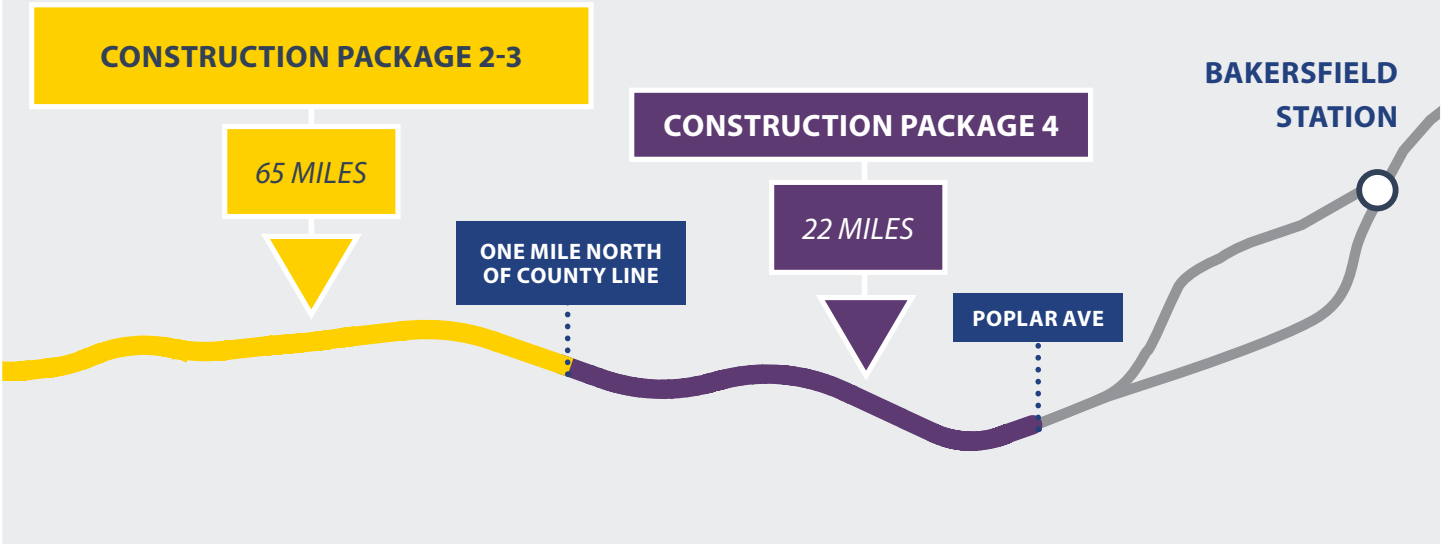 CONSTRUCTION PACKAGE 2-3
65 MILES
ONE MILE NORTH
OF COUNTY LINE
CONSTRUCTION PACKAGE 4
22 MILES
POPLAR AVE
BAKERSFIELD
STATION